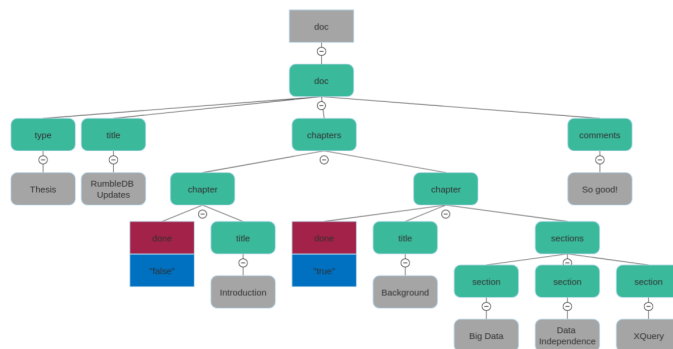 doc
doc
type
title
chapters
comments
Thesis
RumbleDB
Updates
So good!
chapter
chapter
done
title
done
title
sections
"false"
Introduction
"true"
Background
section
section
section
Big Data
Data
Independence
XQuery